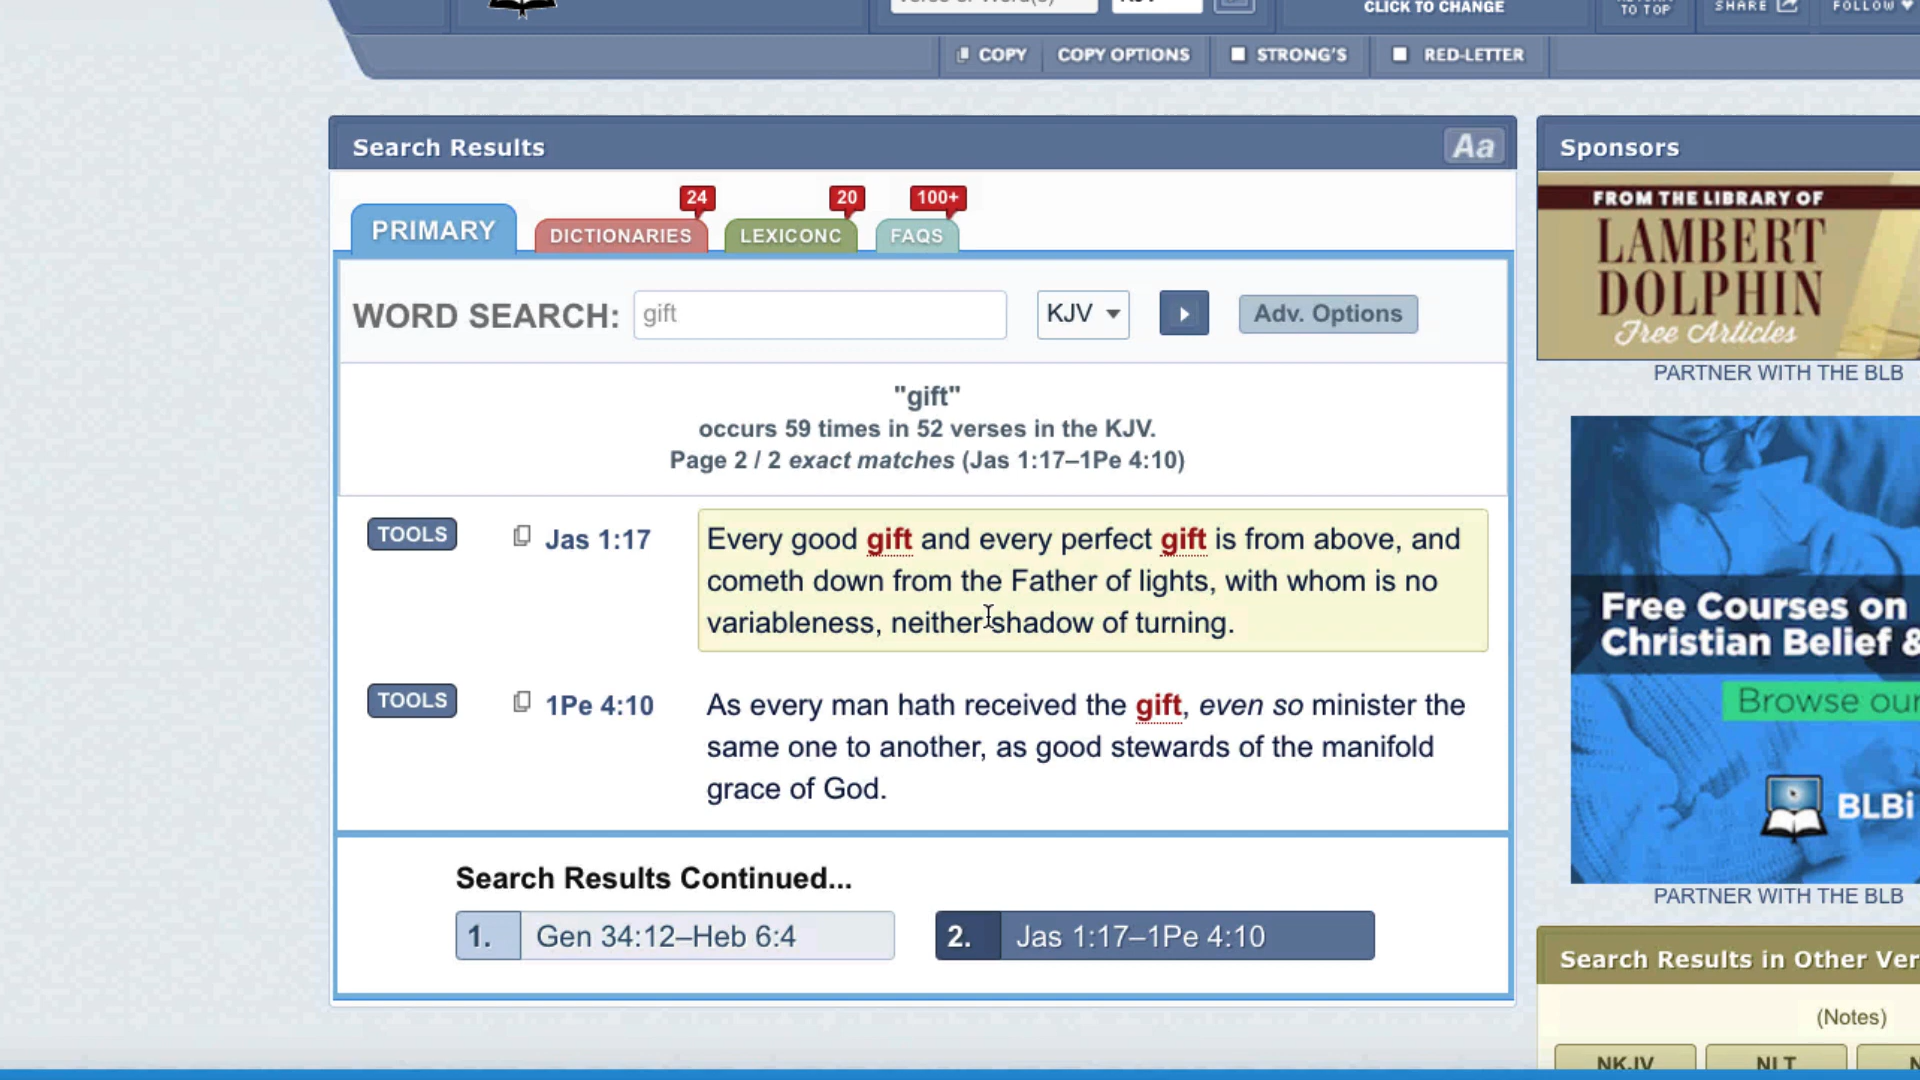 CLICK TO CHANGE
TO TOP
SHARE
FOLLOW
COPY
COPY OPTIONS
STRONG'S
RED-LETTER
Search Results
Aa
Sponsors
24
20
100+
PRIMARY
DICTIONARIES
LEXICONC
FAQS
FROM THE LIBRARY OF
LAMBERT
DOLPHIN
Free Articles
PARTNER WITH THE BLB
WORD SEARCH:
gift
KJV
Adv. Options
"gift"
occurs 59 times in 52 verses in the KJV.
Page 2 / 2 exact matches (Jas 1:17–1Pe 4:10)
TOOLS
Jas 1:17
Every good gift and every perfect gift is from above, and
cometh down from the Father of lights, with whom is no
variableness, neither shadow of turning.
TOOLS
1Pe 4:10
As every man hath received the gift, even so minister the
same one to another, as good stewards of the manifold
grace of God.
Free Courses on
Christian Belief &
Browse our
BLBi
PARTNER WITH THE BLB
Search Results Continued...
1. Gen 34:12–Heb 6:4
2. Jas 1:17–1Pe 4:10
Search Results in Other Ver
(Notes)
NKJV
NLT